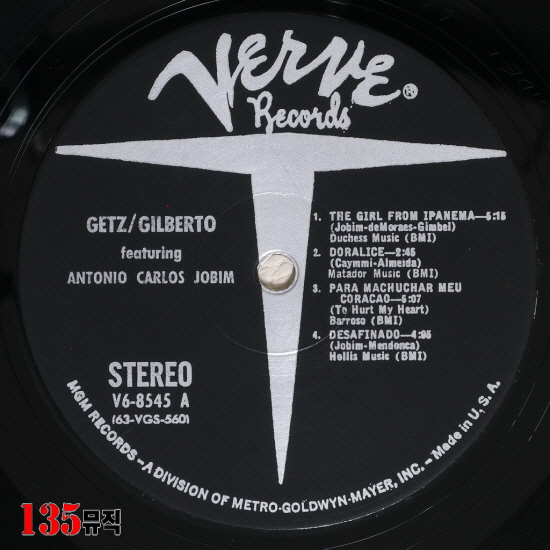 VERVE®
Records
GETZ/GILBERTO
featuring
ANTONIO CARLOS JOBIM
STEREO
V6-8545 A
(63-VGS-560)
1. THE GIRL FROM IPANEMA—5:15
(Jobim-deMoraes-Gimbel)
Duchess Music (BMI)
2. DORALICE—2:45
(Caymmi-Almeida)
Matador Music (BMI)
3. PARA MACHUCHAR MEU
CORACAO—5:07
(To Hurt My Heart)
Barroso (BMI)
4. DESAFINADO—4:05
(Jobim-Mendonca)
Hollis Music (BMI)
MGM RECORDS—A DIVISION OF METRO-GOLDWYN-MAYER, INC.—Made in U.S.A.
135뮤직